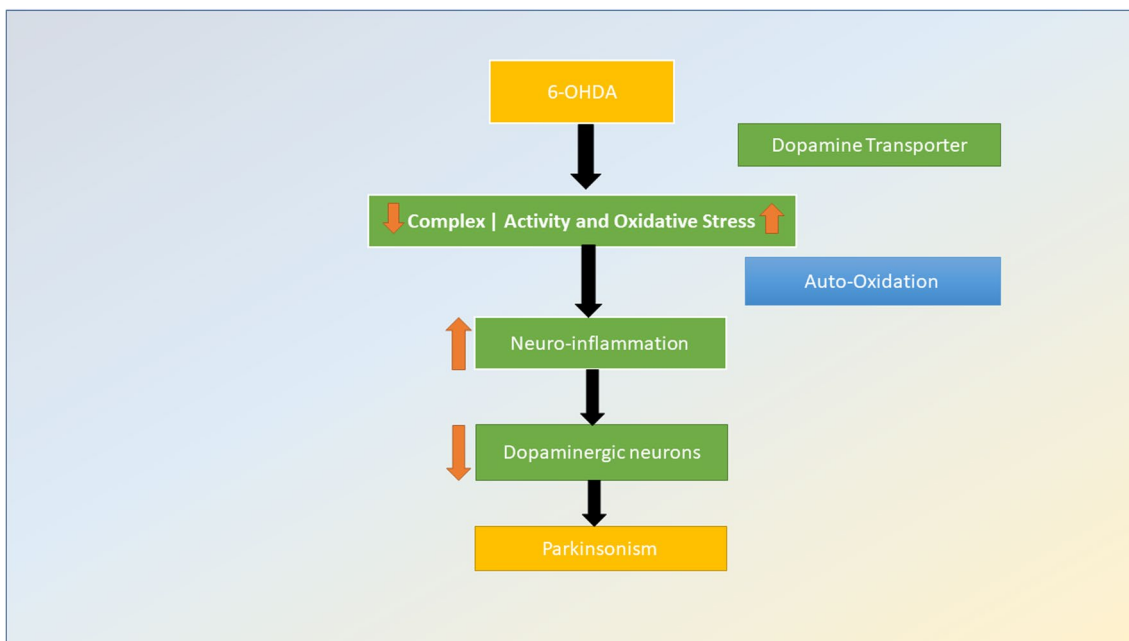 6-OHDA
Dopamine Transporter
Complex | Activity and Oxidative Stress
Auto-Oxidation
Neuro-inflammation
Dopaminergic neurons
Parkinsonism